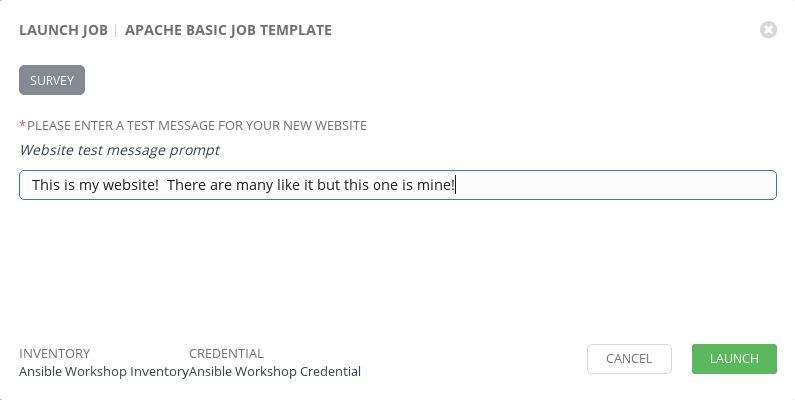 LAUNCH JOB | APACHE BASIC JOB TEMPLATE
SURVEY
*PLEASE ENTER A TEST MESSAGE FOR YOUR NEW WEBSITE
Website test message prompt
This is my website!  There are many like it but this one is mine!
INVENTORY CREDENTIAL
Ansible Workshop InventoryAnsible Workshop Credential
CANCEL LAUNCH